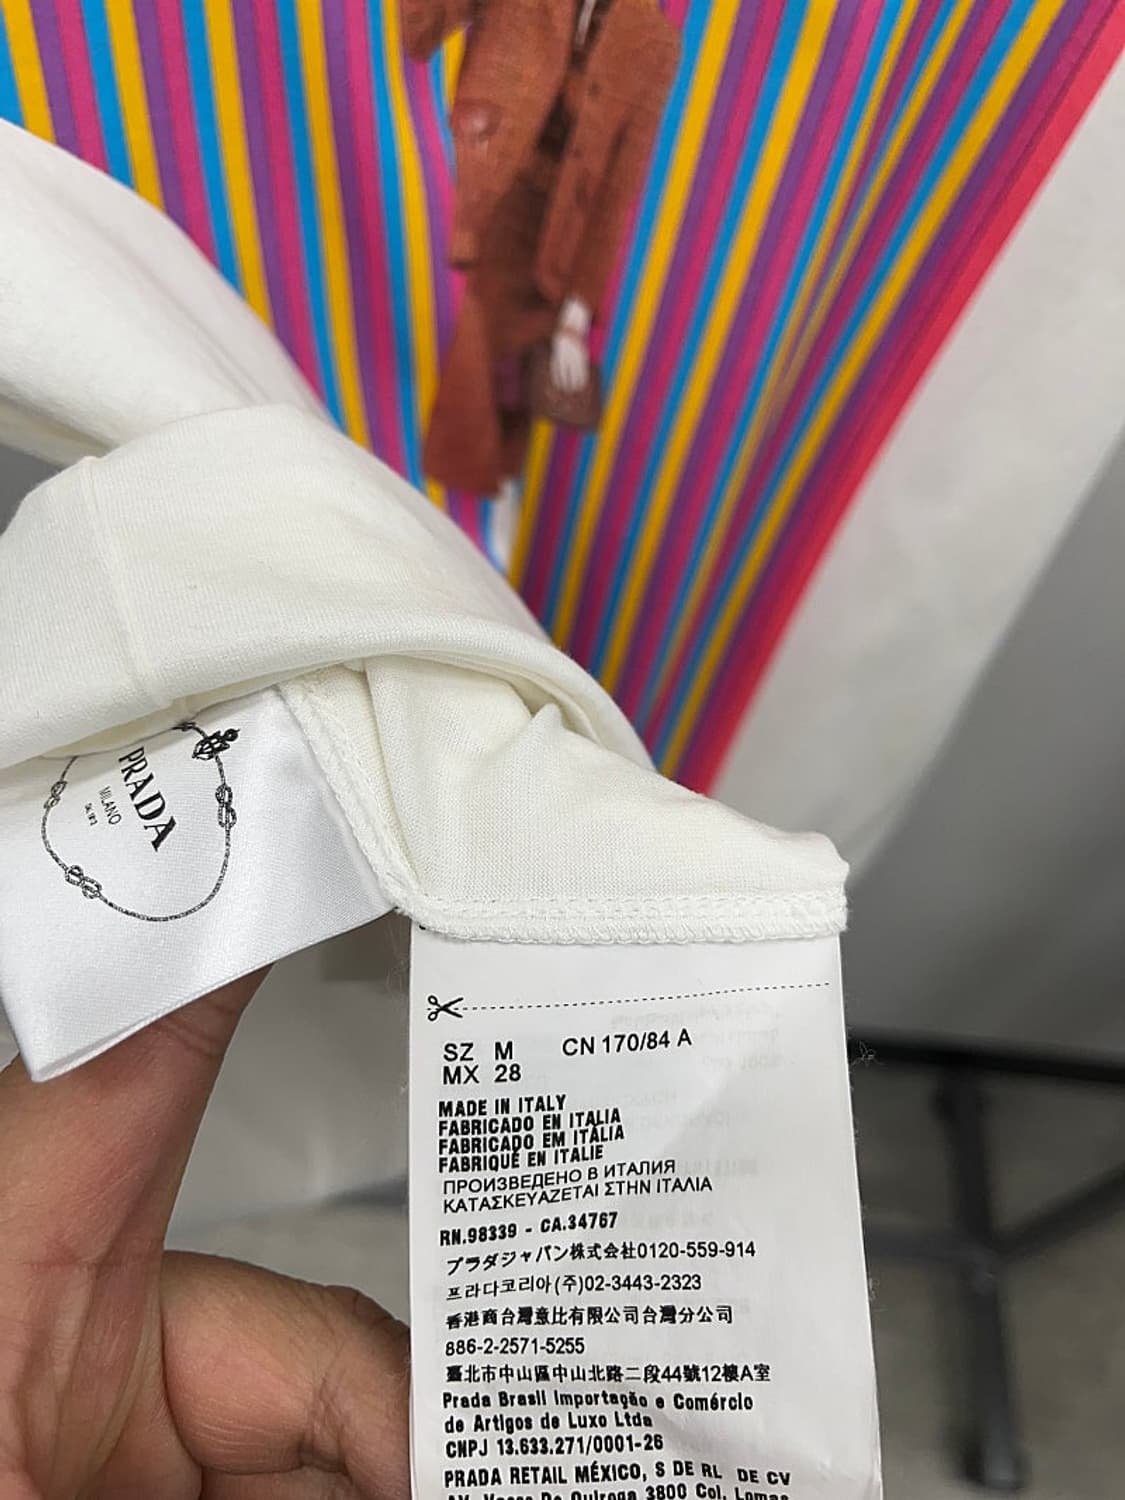 PRADA
MILANO
SZ M CN 170/84 A
MX 28
MADE IN ITALY
FABRICADO EN ITALIA
FABRICADO EM ITÁLIA
FABRIQUÉ EN ITALIE
ПРОИЗВЕДЕНО В ИТАЛИЯ
ΚΑΤΑΣΚΕΥΑΖΕΤΑΙ ΣΤΗΝ ΙΤΑΛΙΑ
RN.98339 - CA.34767
プラダジャパン株式会社0120-559-914
프라다코리아(주)02-3443-2323
香港商台灣意比有限公司台灣分公司
886-2-2571-5255
臺北市中山區中山北路二段44號12樓A室
Prada Brasil Importação e Comércio
de Artigos de Luxo Ltda
CNPJ 13.633.271/0001-26
PRADA RETAIL MÉXICO, S DE RL DE CV
Quiroga 3800 Col. Lomas